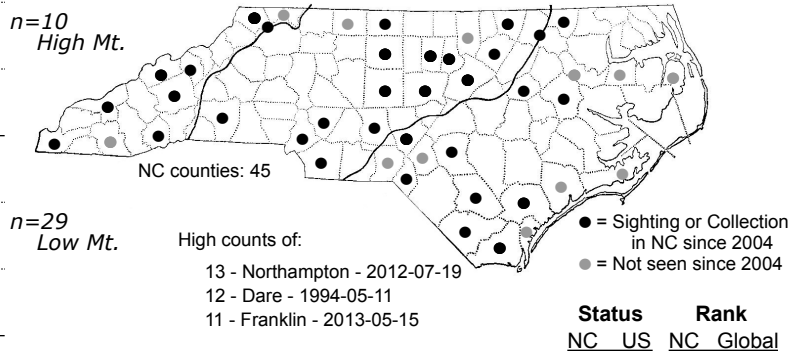 n=10
High Mt.
NC counties: 45
n=29
Low Mt.
High counts of:
13 - Northampton - 2012-07-19
12 - Dare - 1994-05-11
11 - Franklin - 2013-05-15
= Sighting or Collection
in NC since 2004
= Not seen since 2004
Status Rank
NC US NC Global